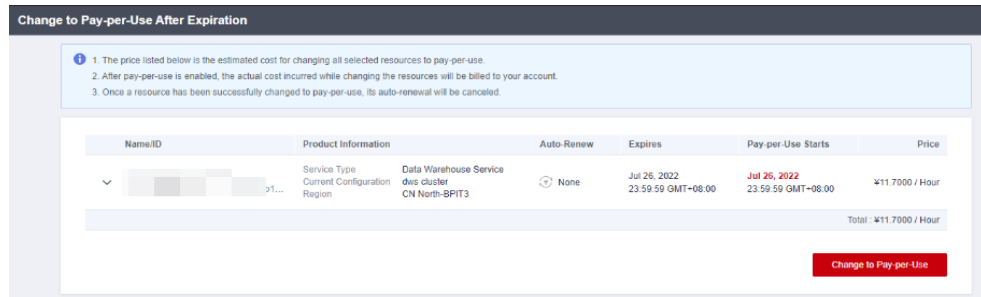 Change to Pay-per-Use After Expiration
1. The price listed below is the estimated cost for changing all selected resources to pay-per-use.
2. After pay-per-use is enabled, the actual cost incurred while changing the resources will be billed to your account.
3. Once a resource has been successfully changed to pay-per-use, its auto-renewal will be canceled.
Name/ID Product Information Auto-Renew Expires Pay-per-Use Starts Price
Service Type Data Warehouse Service
Current Configuration dws cluster
Region CN North-BPIT3
None
Jul 26, 2022
23:59:59 GMT+08:00
Jul 26, 2022
23:59:59 GMT+08:00
¥11.7000 / Hour
Total : ¥11.7000 / Hour
Change to Pay-per-Use